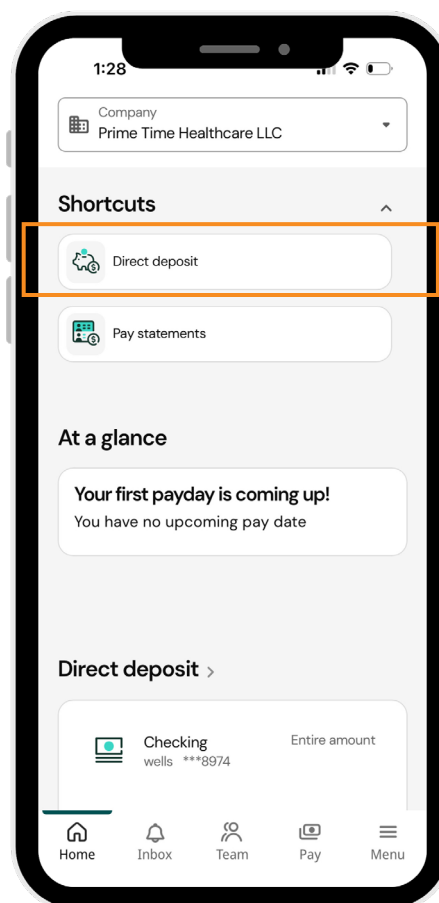 1:28
Company
Prime Time Healthcare LLC
Shortcuts
Direct deposit
Pay statements
At a glance
Your first payday is coming up!
You have no upcoming pay date
Direct deposit >
Checking Entire amount
wells ***8974
Home Inbox Team Pay Menu